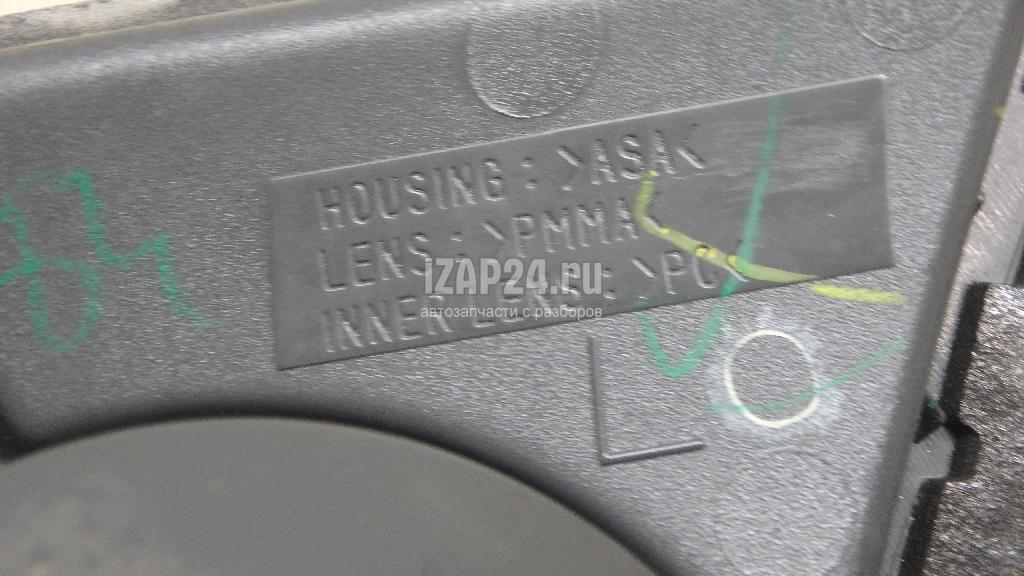 HOUSING : >ASA<
LENS : >PMMA<
INNER LENS : >PC<
IZAP24.ru
автозапчасти с разборов
L